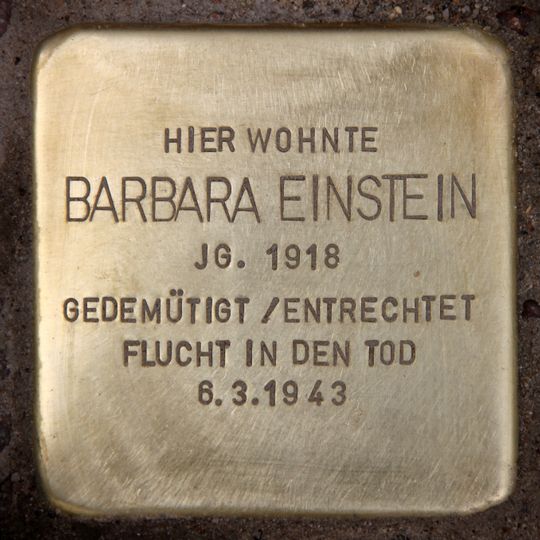 HIER WOHNTE
BARBARA EINSTEIN
JG. 1918
GEDEMÜTIGT / ENTRECHTET
FLUCHT IN DEN TOD
6.3.1943